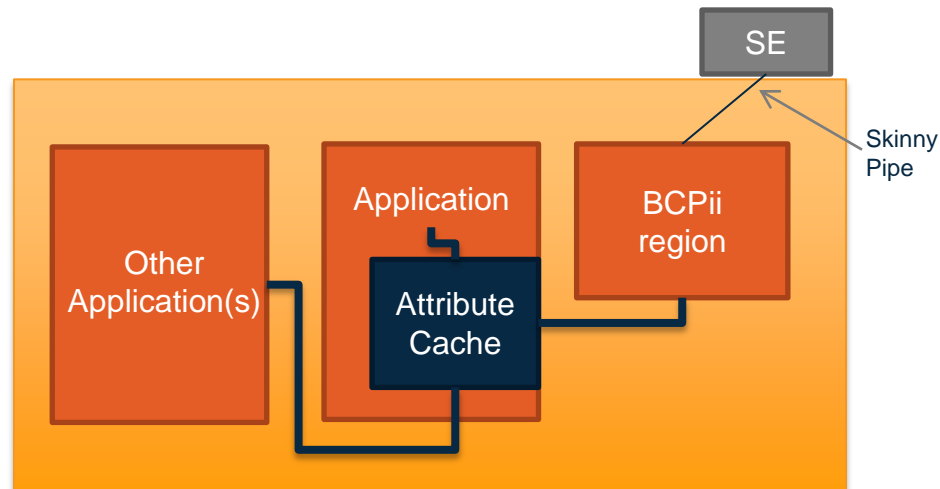 SE
Skinny
Pipe
Other
Application(s)
Application
Attribute
Cache
BCPii
region